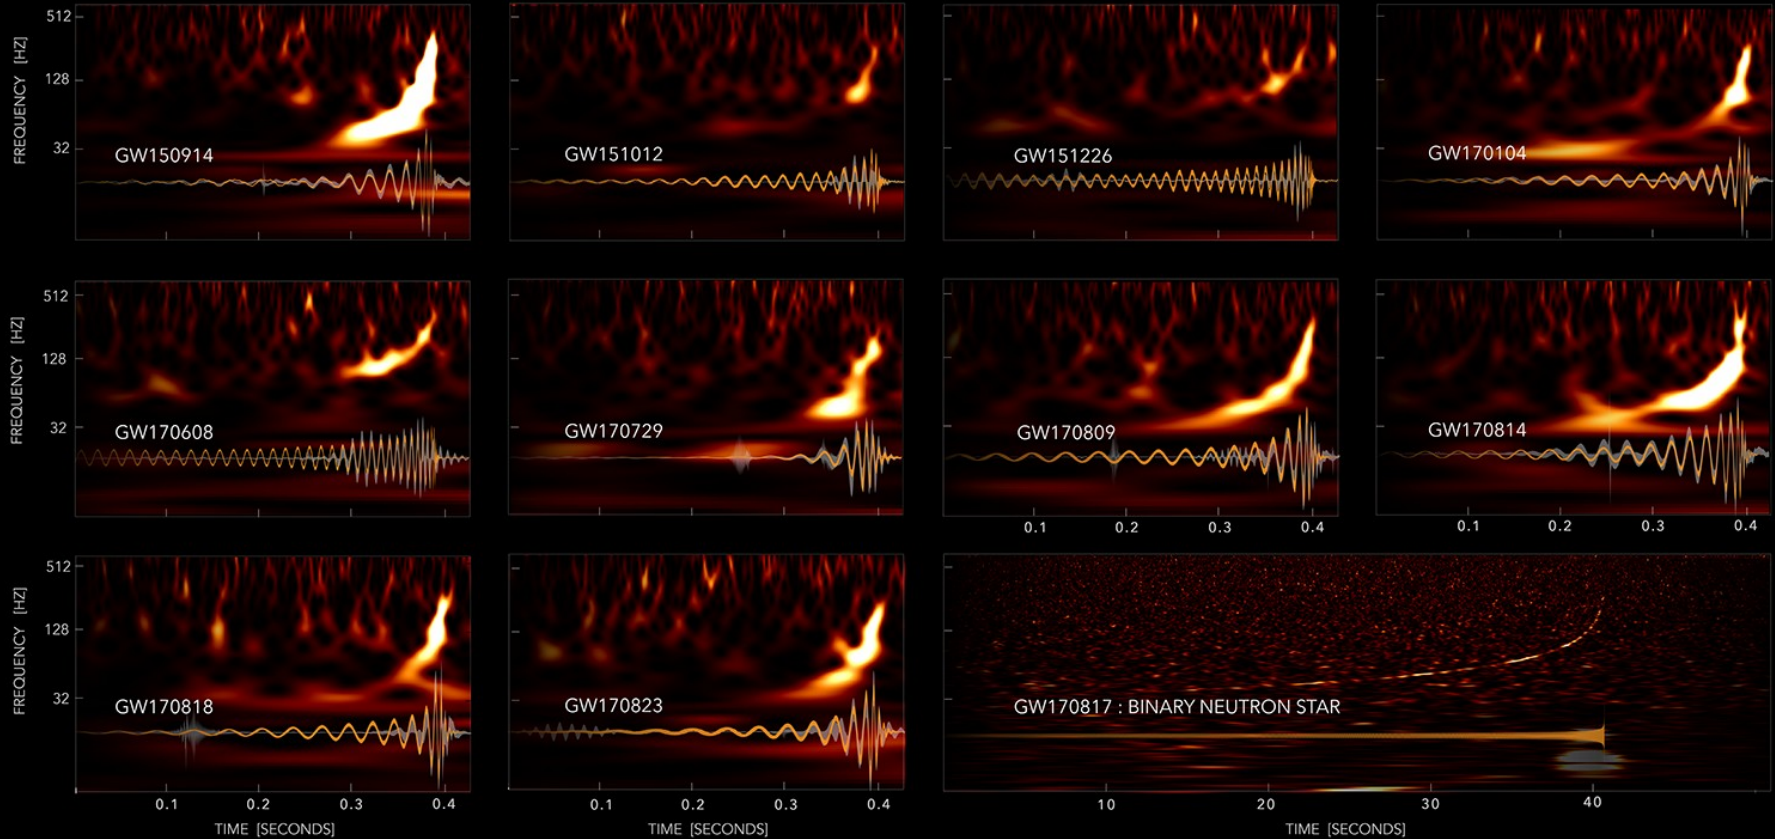 FREQUENCY [HZ]
512
128
32
GW150914
GW151012
GW151226
GW170104
FREQUENCY [HZ]
512
128
32
GW170608
GW170729
GW170809
GW170814
0.1 0.2 0.3 0.4
0.1 0.2 0.3 0.4
FREQUENCY [HZ]
512
128
32
GW170818
GW170823
GW170817 : BINARY NEUTRON STAR
0.1 0.2 0.3 0.4
0.1 0.2 0.3 0.4
10 20 30 40
TIME [SECONDS]
TIME [SECONDS]
TIME [SECONDS]